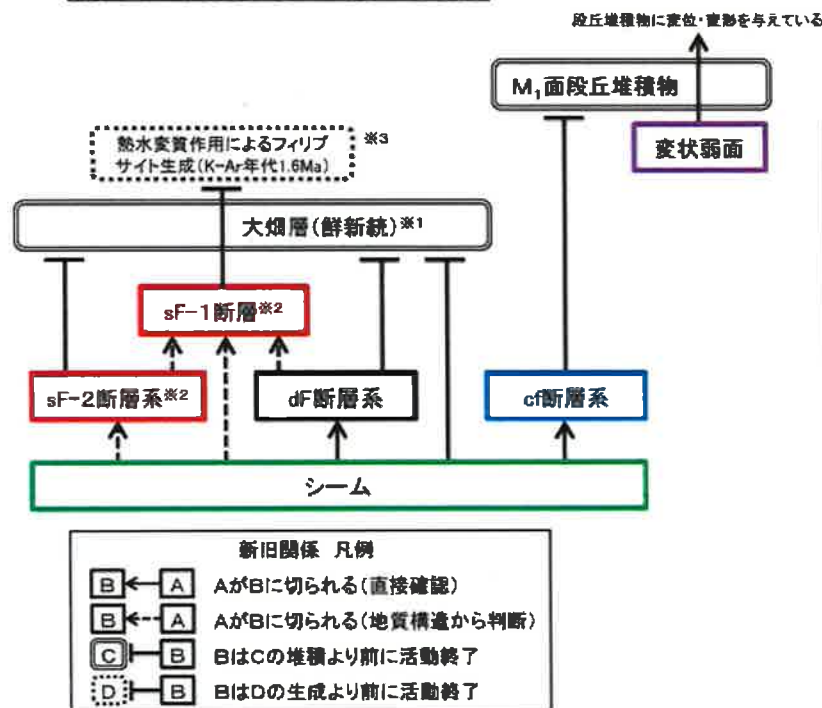 段丘堆積物に変位・変形を与えている
M₁面段丘堆積物
熱水変質作用によるフィリプ
サイト生成(K-Ar年代1.6Ma)
※3
変状弱面
大畑層(鮮新統)※1
sF-1断層※2
sF-2断層系※2
dF断層系
cf断層系
シーム
新旧関係 凡例
B A AがBに切られる(直接確認)
B A AがBに切られる(地質構造から判断)
C B BはCの堆積より前に活動終了
D B BはDの生成より前に活動終了